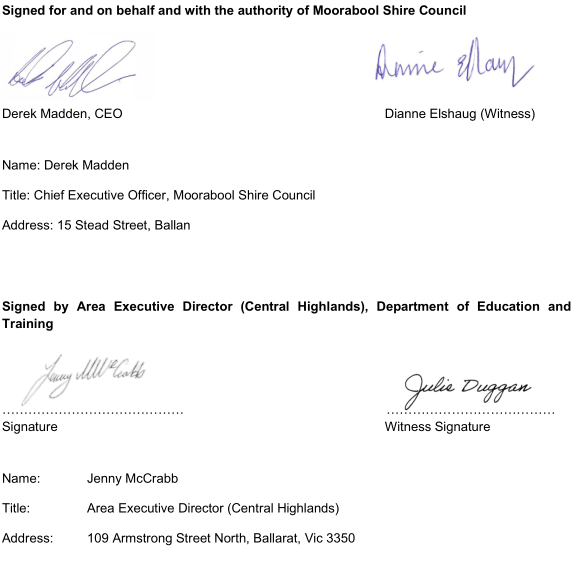 Signed for and on behalf and with the authority of Moorabool Shire Council
Dianne Elshaug
Derek Madden, CEO Dianne Elshaug (Witness)
Name: Derek Madden
Title: Chief Executive Officer, Moorabool Shire Council
Address: 15 Stead Street, Ballan
Signed by Area Executive Director (Central Highlands), Department of Education and
Training
Jenny McCrabb Julie Duggan
Signature Witness Signature
Name: Jenny McCrabb
Title: Area Executive Director (Central Highlands)
Address: 109 Armstrong Street North, Ballarat, Vic 3350